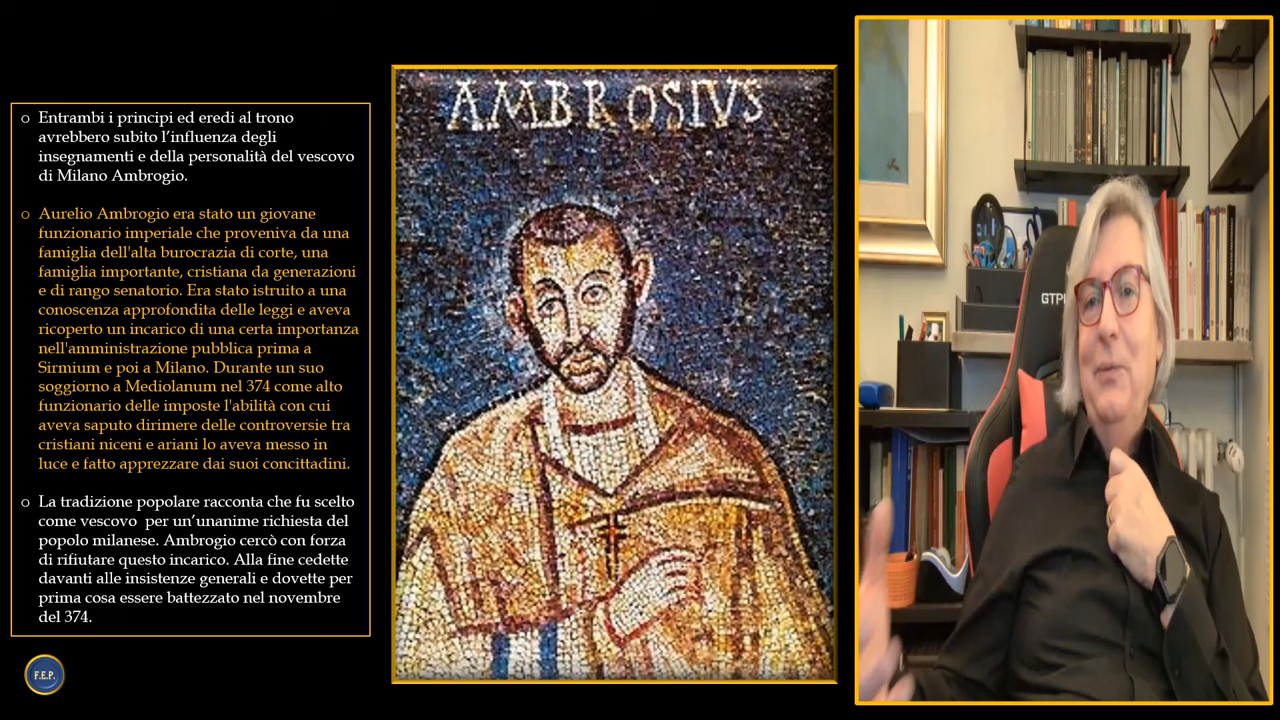 Entrambi i principi ed eredi al trono
avrebbero subito l'influenza degli
insegnamenti e della personalità del vescovo
di Milano Ambrogio.
Aurelio Ambrogio era stato un giovane
funzionario imperiale che proveniva da una
famiglia dell'alta burocrazia di corte, una
famiglia importante, cristiana da generazioni
e di rango senatorio. Era stato istruito a una
conoscenza approfondita delle leggi e aveva
ricoperto un incarico di una certa importanza
nell'amministrazione pubblica prima a
Sirmium e poi a Milano. Durante un suo
soggiorno a Mediolanum nel 374 come alto
funzionario delle imposte l'abilità con cui
aveva saputo dirimere delle controversie tra
cristiani niceni e ariani lo aveva messo in
luce e fatto apprezzare dai suoi concittadini.
La tradizione popolare racconta che fu scelto
come vescovo per un'unanime richiesta del
popolo milanese. Ambrogio cercò con forza
di rifiutare questo incarico. Alla fine cedette
davanti alle insistenze generali e dovette per
prima cosa essere battezzato nel novembre
del 374.
F.E.P.
AMBROSIVS